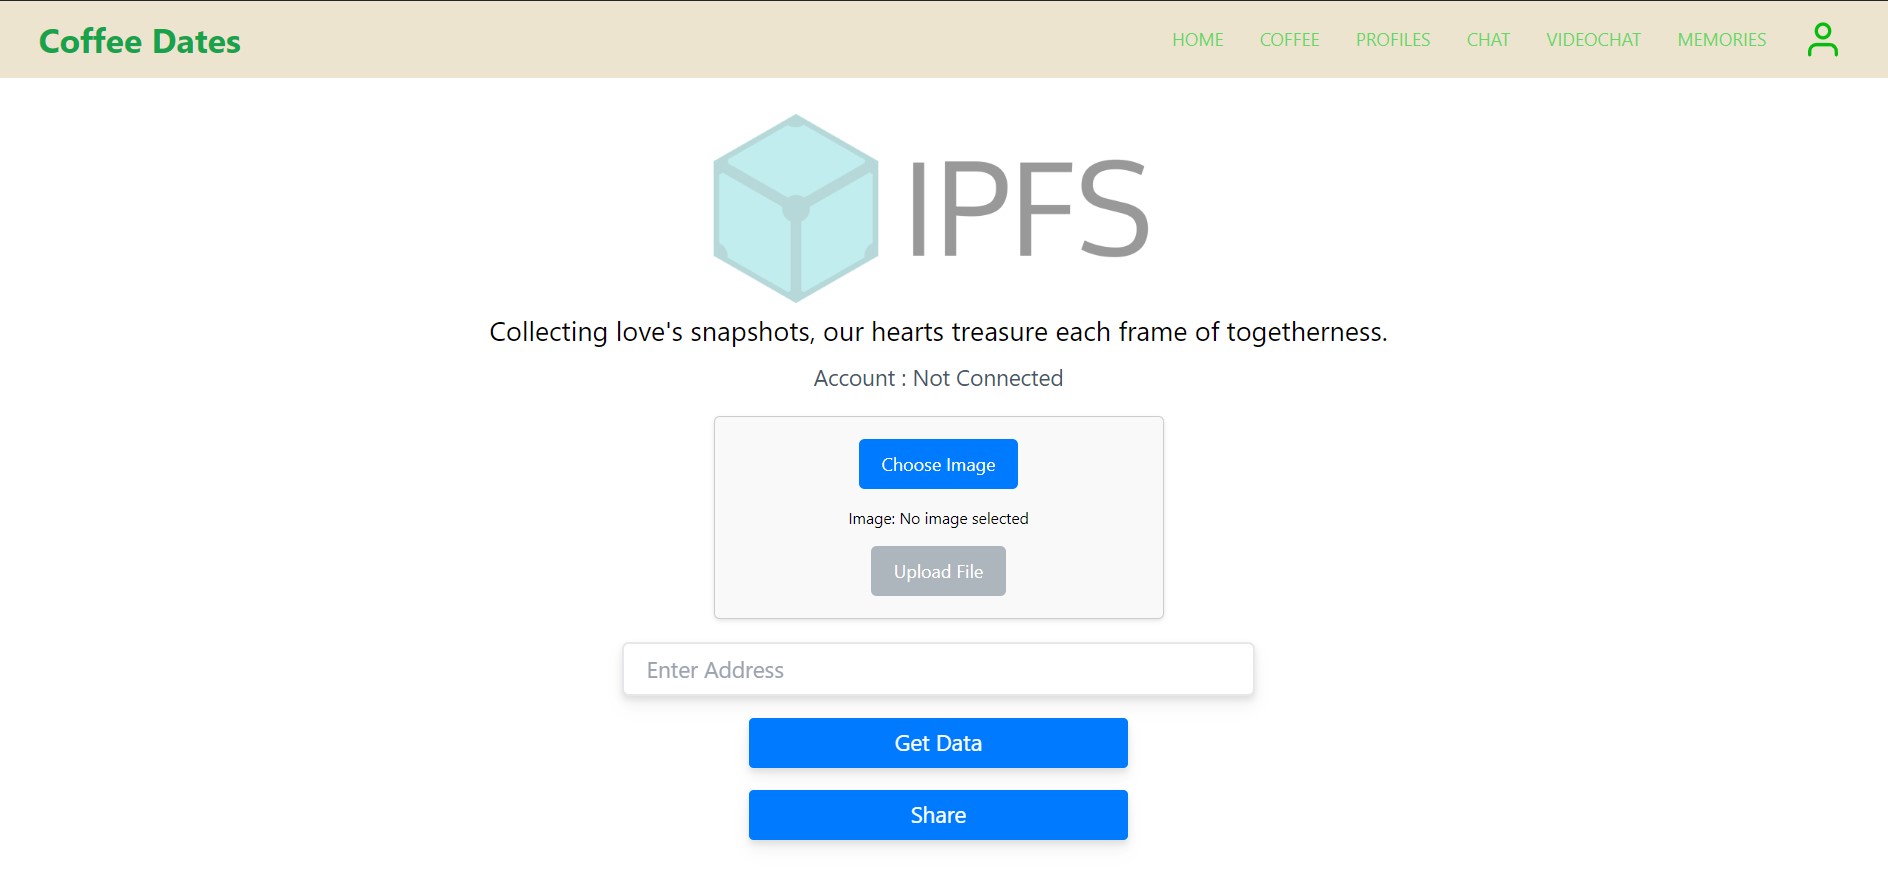 Coffee Dates
HOME COFFEE PROFILES CHAT VIDEOCHAT MEMORIES
IPFS
Collecting love's snapshots, our hearts treasure each frame of togetherness.
Account : Not Connected
Choose Image
Image: No image selected
Upload File
Enter Address
Get Data
Share